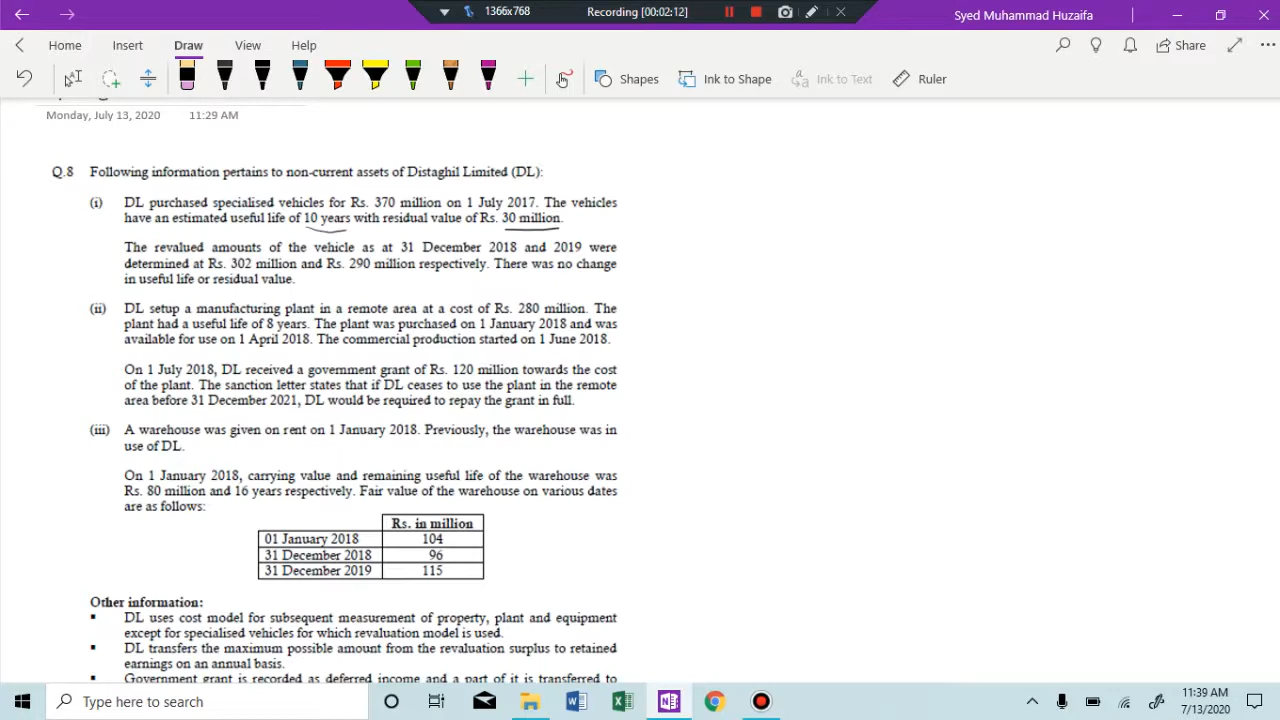 1366x768
Recording [00:02:12]
Syed Muhammad Huzaifa
Home Insert Draw View Help
Share
Shapes Ink to Shape Ink to Text Ruler
Monday, July 13, 2020 11:29 AM
Q.8 Following information pertains to non-current assets of Distaghil Limited (DL):
(i) DL purchased specialised vehicles for Rs. 370 million on 1 July 2017. The vehicles
have an estimated useful life of 10 years with residual value of Rs. 30 million.
The revalued amounts of the vehicle as at 31 December 2018 and 2019 were
determined at Rs. 302 million and Rs. 290 million respectively. There was no change
in useful life or residual value.
(ii) DL setup a manufacturing plant in a remote area at a cost of Rs. 280 million. The
plant had a useful life of 8 years. The plant was purchased on 1 January 2018 and was
available for use on 1 April 2018. The commercial production started on 1 June 2018.
On 1 July 2018, DL received a government grant of Rs. 120 million towards the cost
of the plant. The sanction letter states that if DL ceases to use the plant in the remote
area before 31 December 2021, DL would be required to repay the grant in full.
(iii) A warehouse was given on rent on 1 January 2018. Previously, the warehouse was in
use of DL.
On 1 January 2018, carrying value and remaining useful life of the warehouse was
Rs. 80 million and 16 years respectively. Fair value of the warehouse on various dates
are as follows:
Rs. in million
01 January 2018 104
31 December 2018 96
31 December 2019 115
Other information:
▪ DL uses cost model for subsequent measurement of property, plant and equipment
except for specialised vehicles for which revaluation model is used.
▪ DL transfers the maximum possible amount from the revaluation surplus to retained
earnings on an annual basis.
▪ Government grant is recorded as deferred income and a part of it is transferred to
Type here to search
11:39 AM
7/13/2020